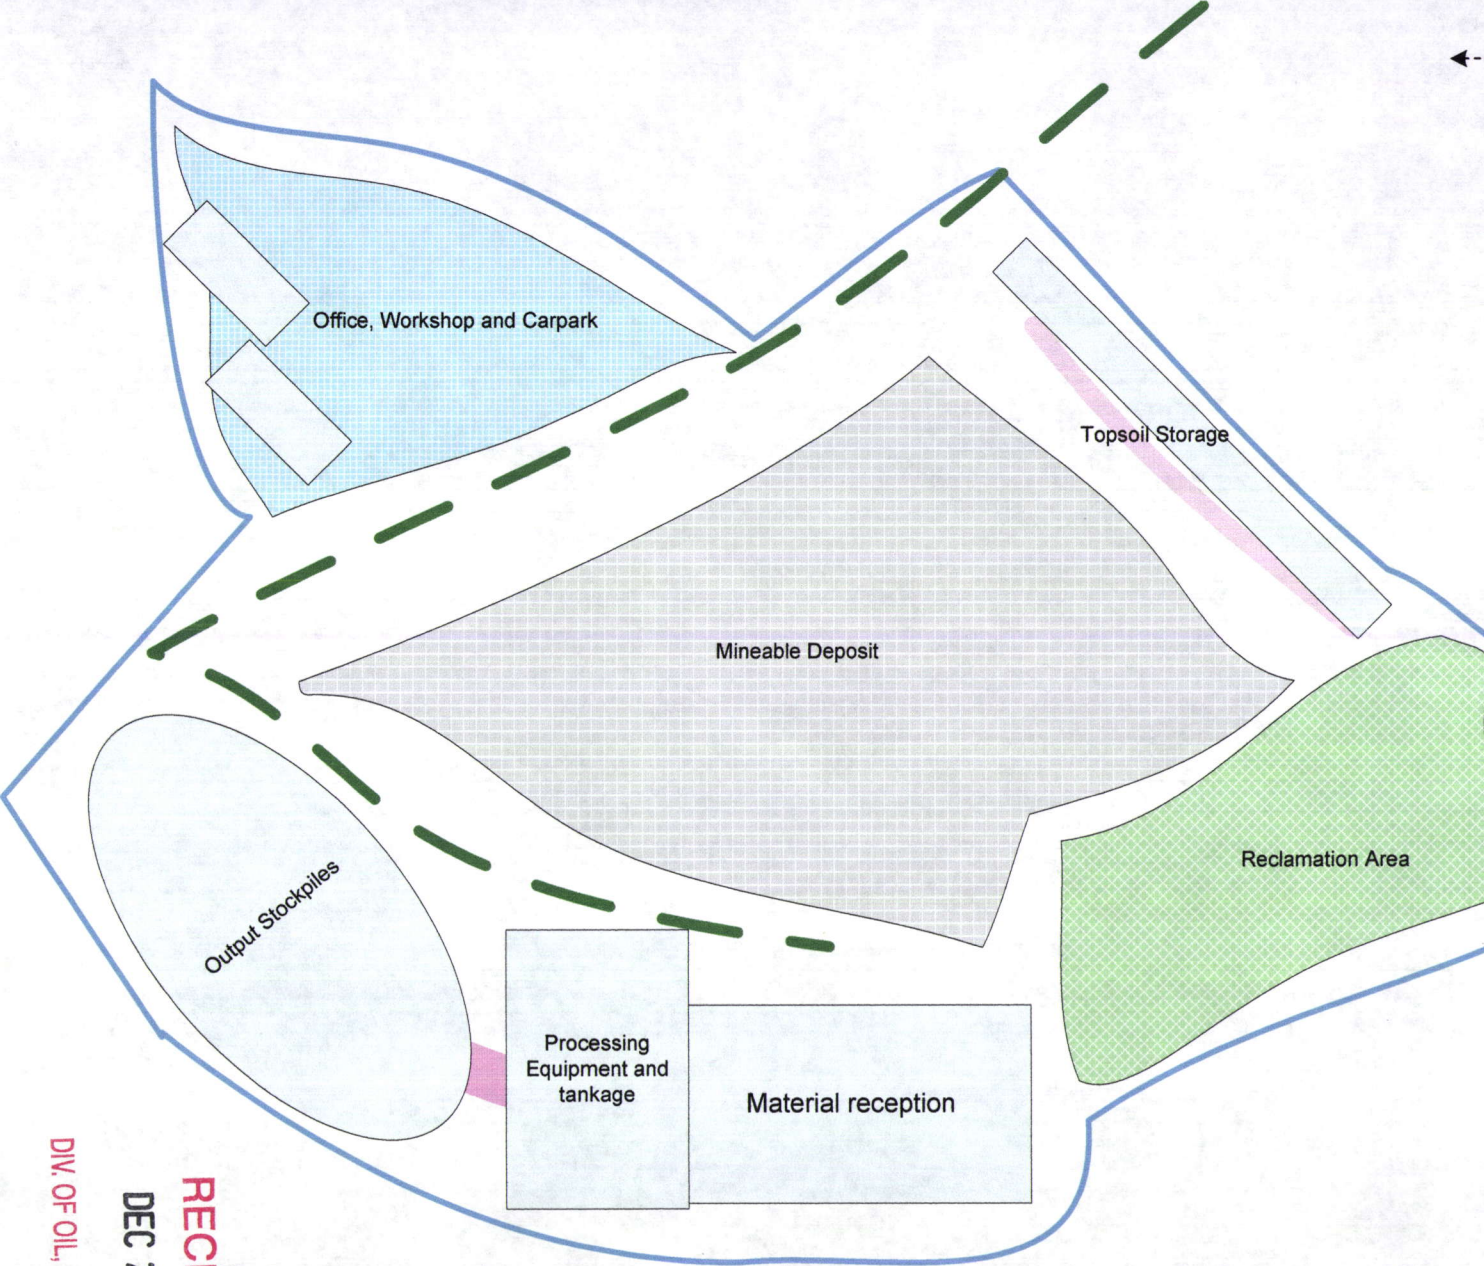 Office, Workshop and Carpark
Topsoil Storage
Mineable Deposit
Reclamation Area
Output Stockpiles
Processing
Equipment and
tankage
Material reception
DEC
DIV. OF OIL,